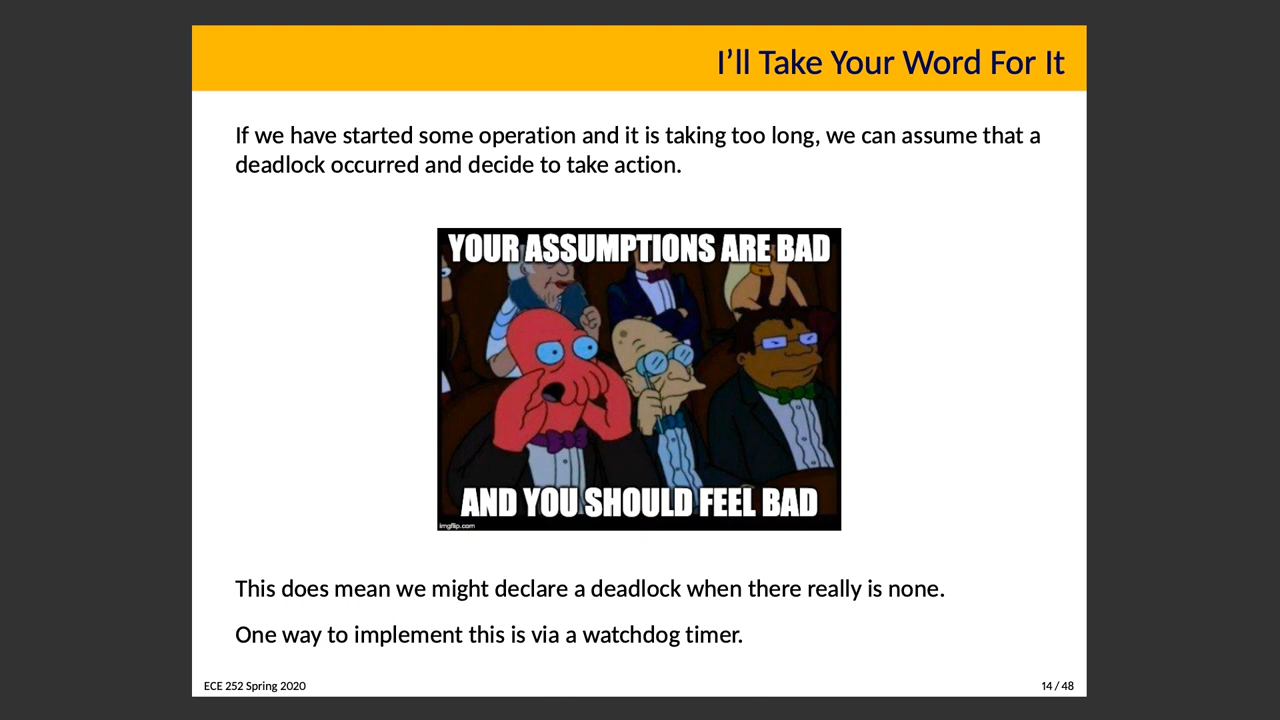 I’ll Take Your Word For It
If we have started some operation and it is taking too long, we can assume that a
deadlock occurred and decide to take action.
YOUR ASSUMPTIONS ARE BAD
AND YOU SHOULD FEEL BAD
imgflip.com
This does mean we might declare a deadlock when there really is none.
One way to implement this is via a watchdog timer.
ECE 252 Spring 2020
14 / 48